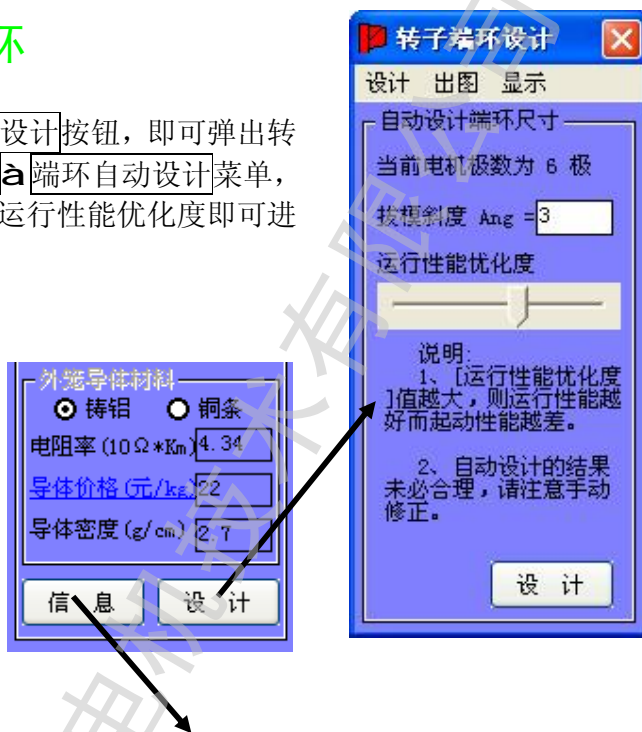 环
设计按钮，即可弹出转
à端环自动设计菜单，
运行性能优化度即可进
转子端环设计
设计 出图 显示
自动设计端环尺寸
当前电机极数为 6 极
拔模斜度 Ang =3
运行性能优化度
说明:
1、[运行性能优化度
]值越大，则运行性能越
好而起动性能越差。
2、自动设计的结果
未必合理，请注意手动
修正。
设 计
外笼导体材料
铸铝 铜条
电阻率(10Ω*Km)4.34
导体价格(元/kg)22
导体密度(g/cm)2.7
信 息 设 计
电机技术有限公司